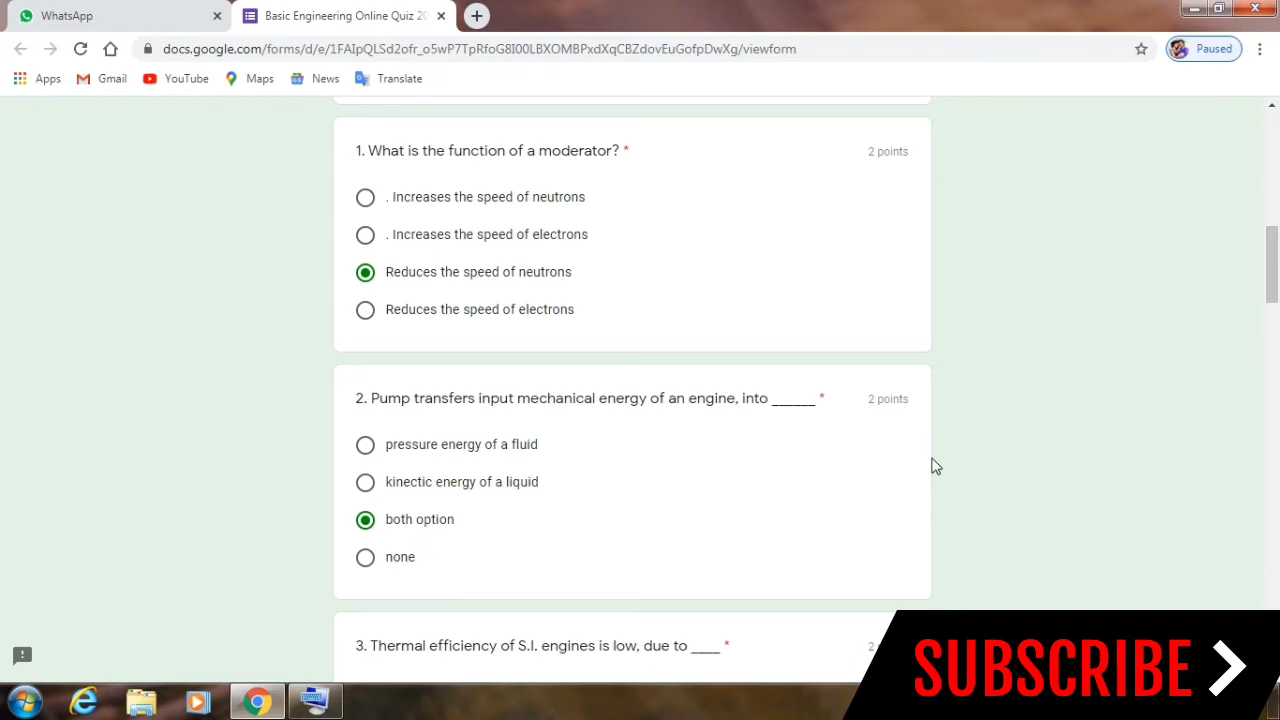 WhatsApp
Basic Engineering Online Quiz 20
docs.google.com/forms/d/e/1FAIpQLSd2ofr_o5wP7TpRfoG8I00LBXOMBPxdXqCBZdovEuGofpDwXg/viewform
Paused
Apps
Gmail
YouTube
Maps
News
Translate
1. What is the function of a moderator? *
2 points
. Increases the speed of neutrons
. Increases the speed of electrons
Reduces the speed of neutrons
Reduces the speed of electrons
2. Pump transfers input mechanical energy of an engine, into ______ *
2 points
pressure energy of a fluid
kinectic energy of a liquid
both option
none
3. Thermal efficiency of S.I. engines is low, due to ____ *
2
SUBSCRIBE